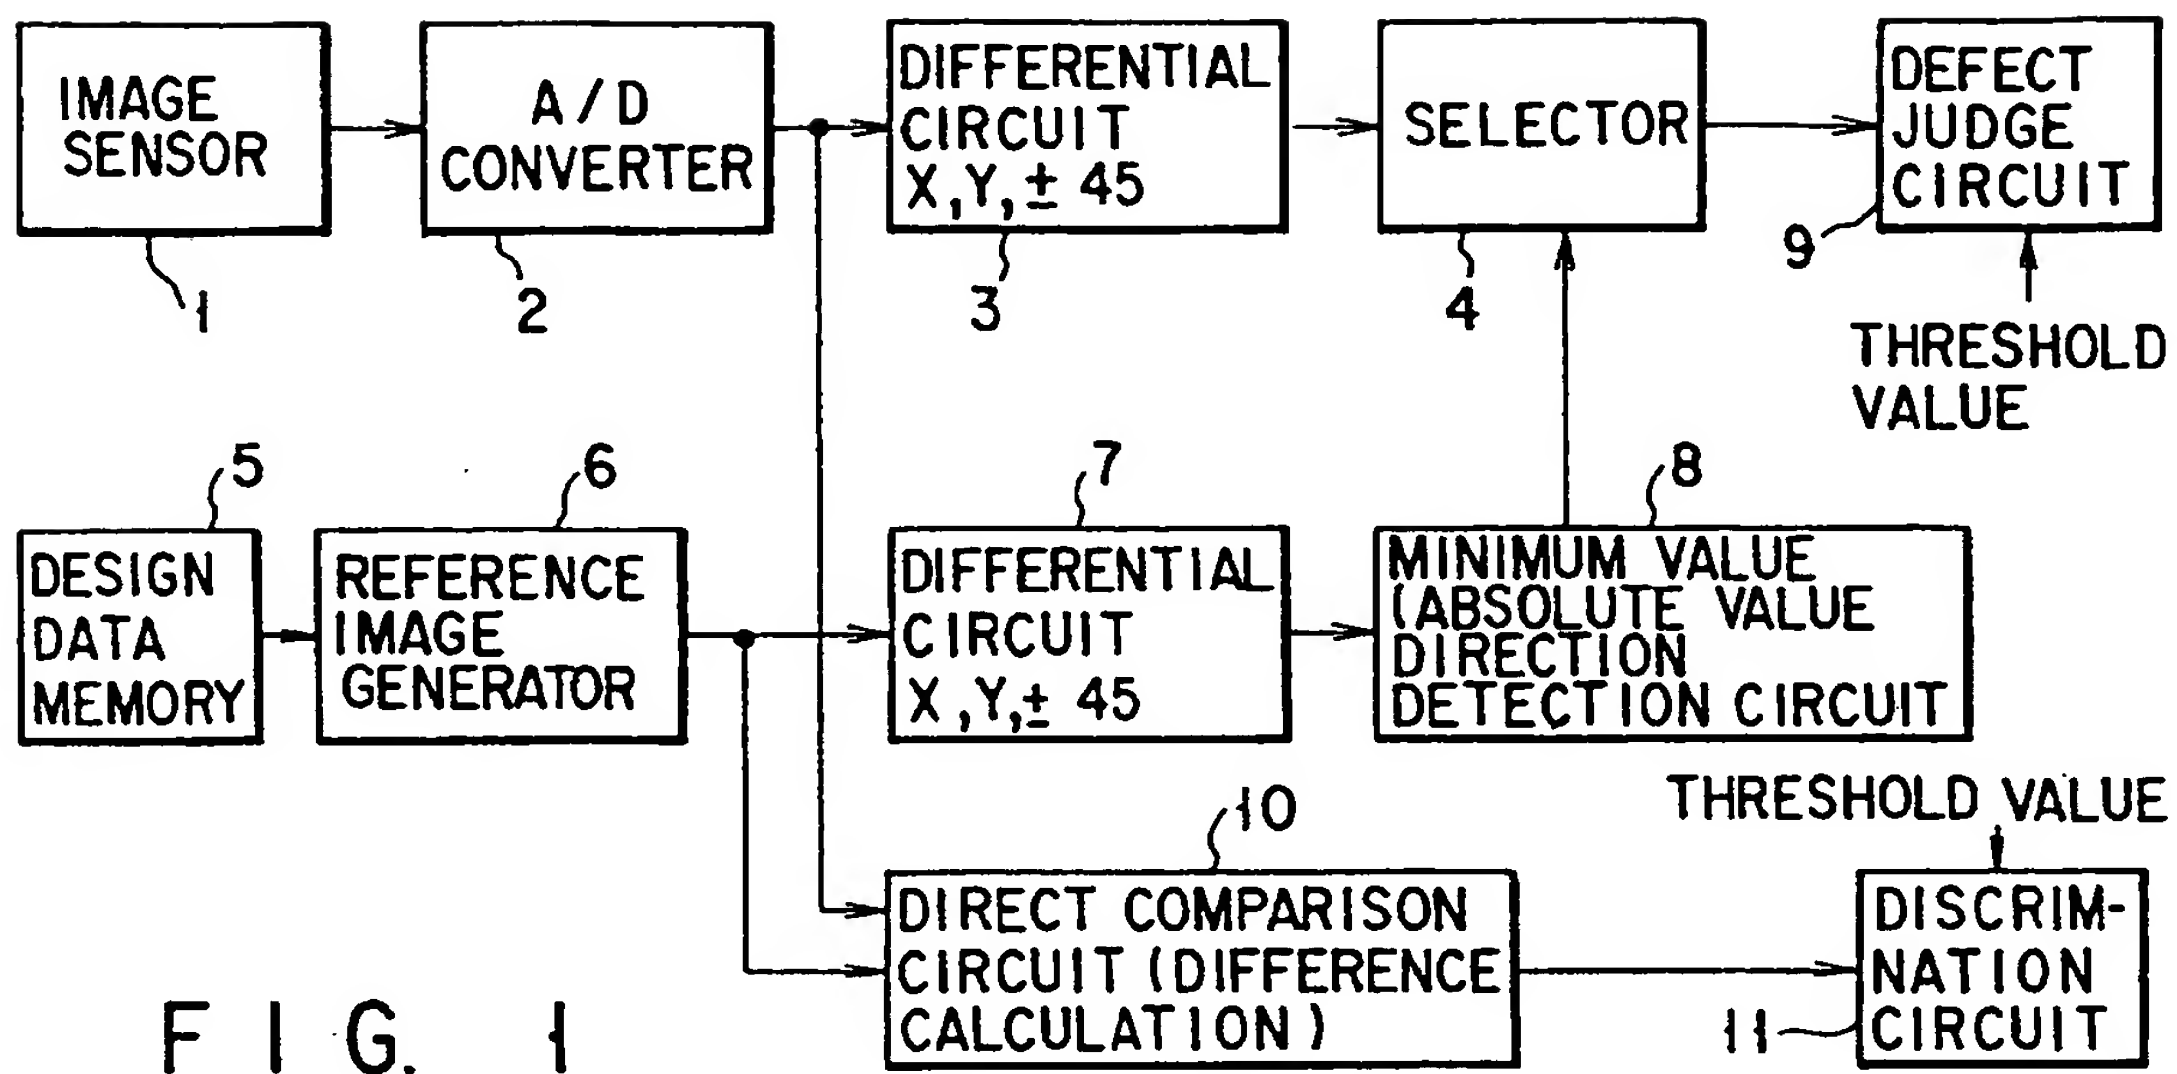 IMAGE
SENSOR
1
A/D
CONVERTER
2
DIFFERENTIAL
CIRCUIT
X,Y,± 45
3
SELECTOR
4
DEFECT
JUDGE
CIRCUIT
9
THRESHOLD
VALUE
5
DESIGN
DATA
MEMORY
6
REFERENCE
IMAGE
GENERATOR
7
DIFFERENTIAL
CIRCUIT
X,Y,± 45
8
MINIMUM VALUE
(ABSOLUTE VALUE
DIRECTION
DETECTION CIRCUIT
10
DIRECT COMPARISON
CIRCUIT (DIFFERENCE
CALCULATION)
THRESHOLD VALUE
DISCRIM-
NATION
CIRCUIT
11
FIG. 1